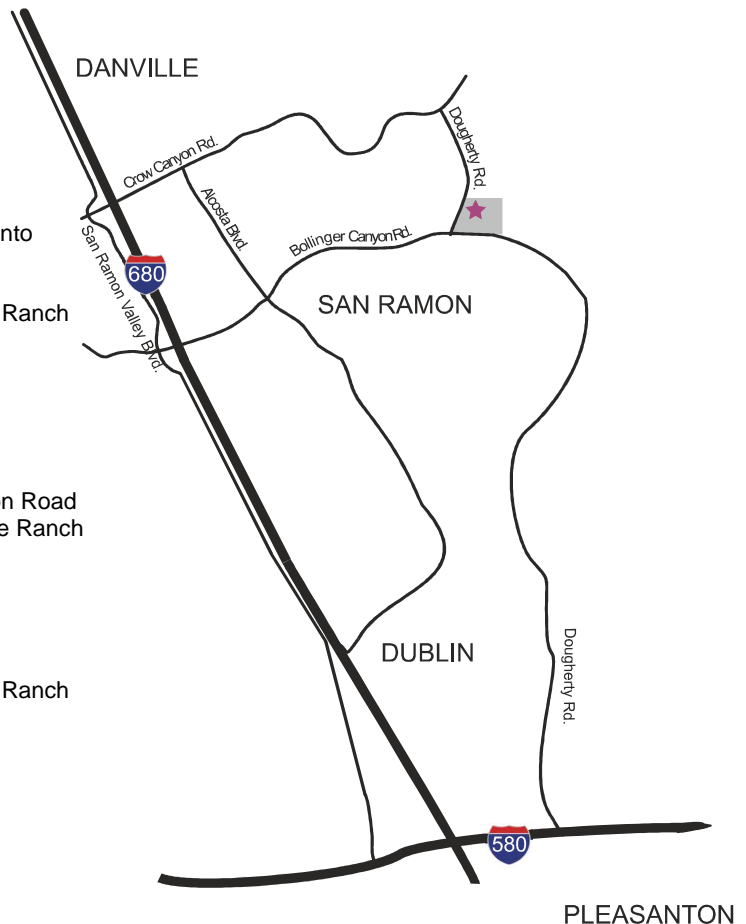 DANVILLE
Crow Canyon Rd.
Dougherty Rd.
Alcosta Blvd.
nto
Bollinger Canyon Rd.
San Ramon Valley Blvd.
680
Ranch
SAN RAMON
on Road
e Ranch
DUBLIN
Dougherty Rd.
Ranch
580
PLEASANTON